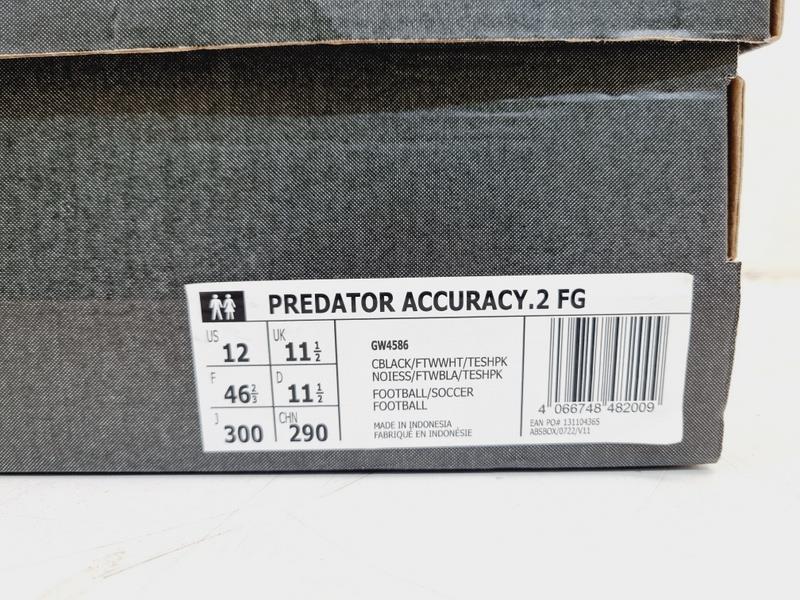 PREDATOR ACCURACY.2 FG
US 12 UK 11 1/2
F 46 2/3 D 11 1/2
J 300 CHN 290
GW4586
CBLACK/FTWWHT/TESHPK
NOIESS/FTWBLA/TESHPK
FOOTBALL/SOCCER
FOOTBALL
MADE IN INDONESIA
FABRIQUÉ EN INDONÉSIE
4 066748 482009
EAN PO# 131104365
ABSBOX/0722/V11